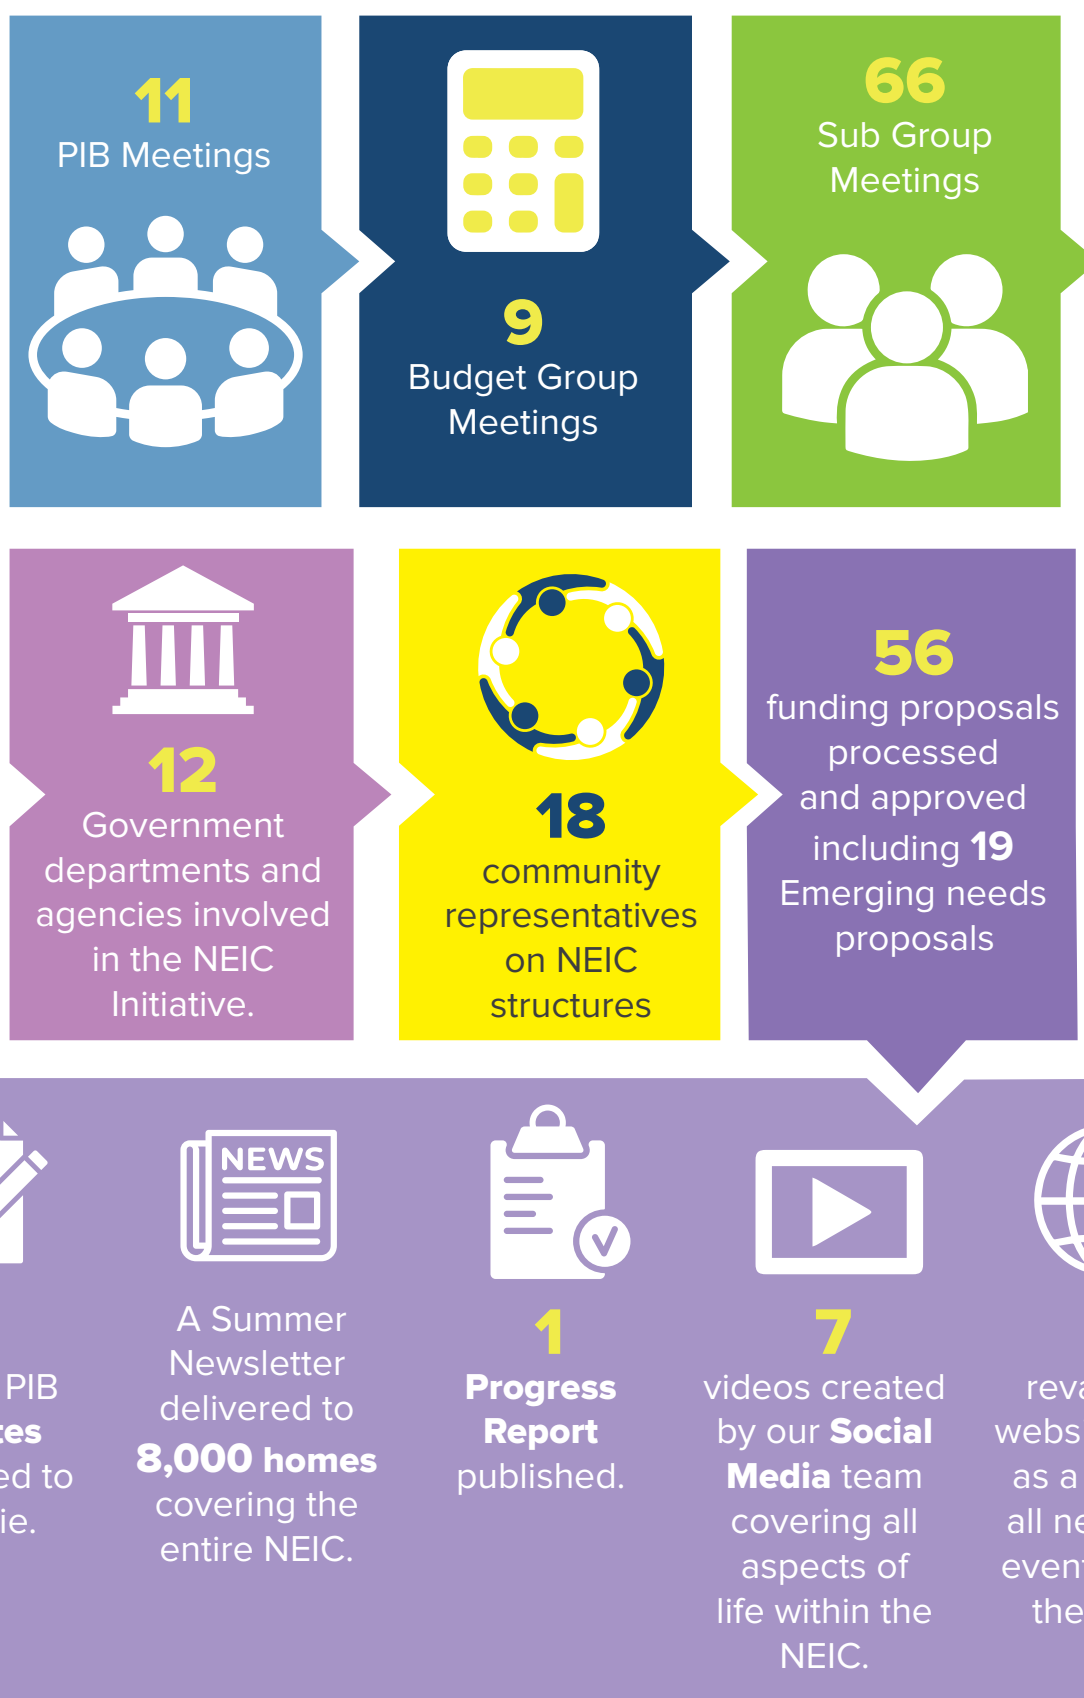 11
PIB Meetings
9
Budget Group
Meetings
66
Sub Group
Meetings
12
Government
departments and
agencies involved
in the NEIC
Initiative.
18
community
representatives
on NEIC
structures
56
funding proposals
processed
and approved
including 19
Emerging needs
proposals
PIB
to
NEWS
A Summer
Newsletter
delivered to
8,000 homes
covering the
entire NEIC.
1
Progress
Report
published.
7
videos created
by our Social
Media team
covering all
aspects of
life within the
NEIC.
as a
all